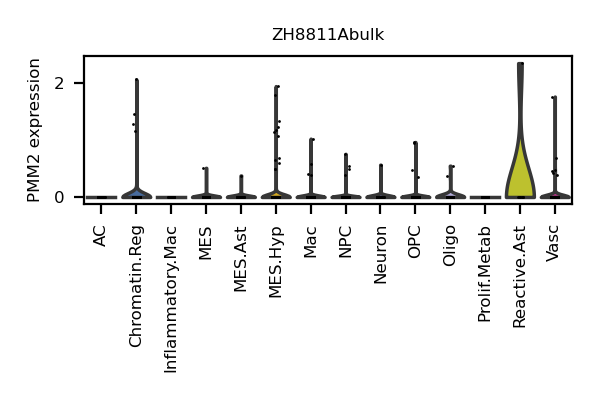 ZH8811Abulk
PMM2 expression
2
0
AC
Chromatin.Reg
Inflammatory.Mac
MES
MES.Ast
MES.Hyp
Mac
NPC
Neuron
OPC
Oligo
Prolif.Metab
Reactive.Ast
Vasc